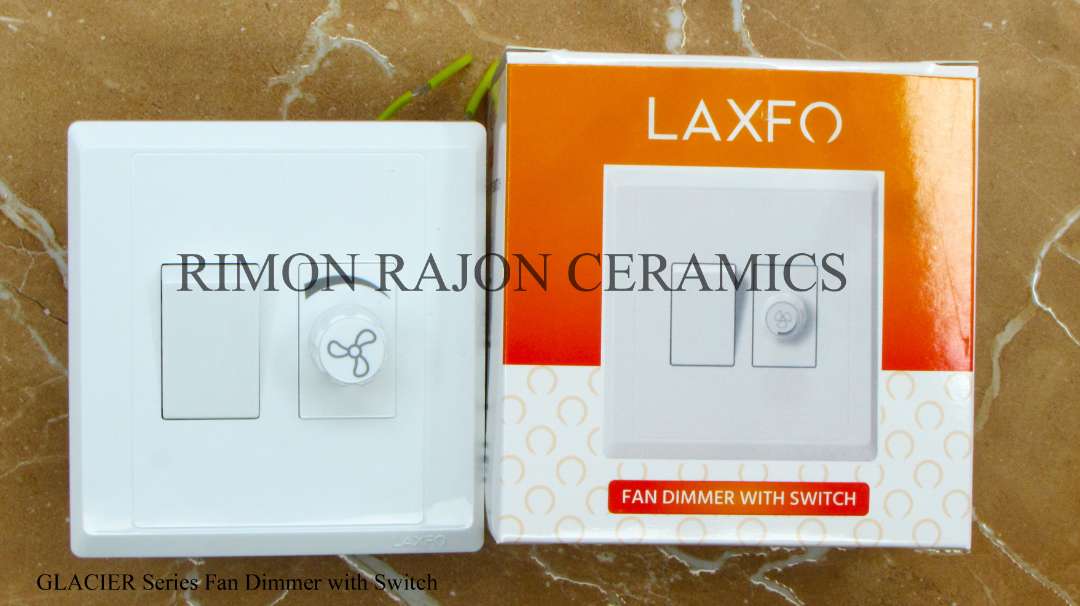 LAXFO
RIMON RAJON CERAMICS
FAN DIMMER WITH SWITCH
LAXFO
GLACIER Series Fan Dimmer with Switch